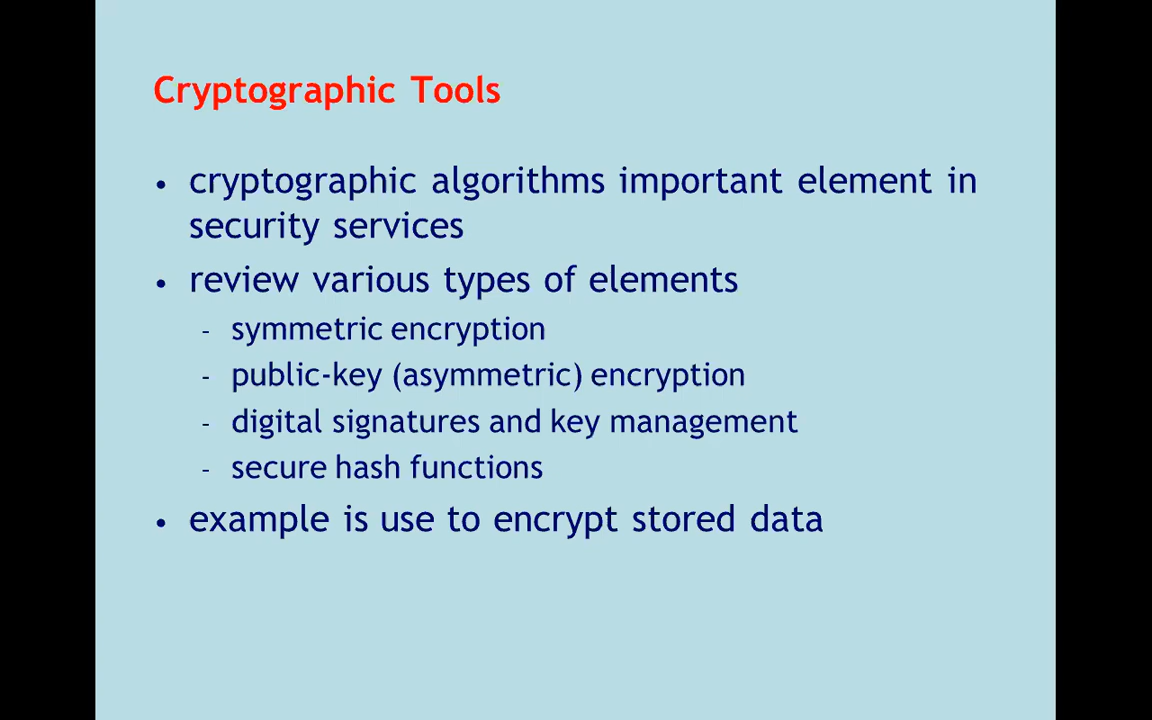 Cryptographic Tools
• cryptographic algorithms important element in
security services
• review various types of elements
- symmetric encryption
- public-key (asymmetric) encryption
- digital signatures and key management
- secure hash functions
• example is use to encrypt stored data